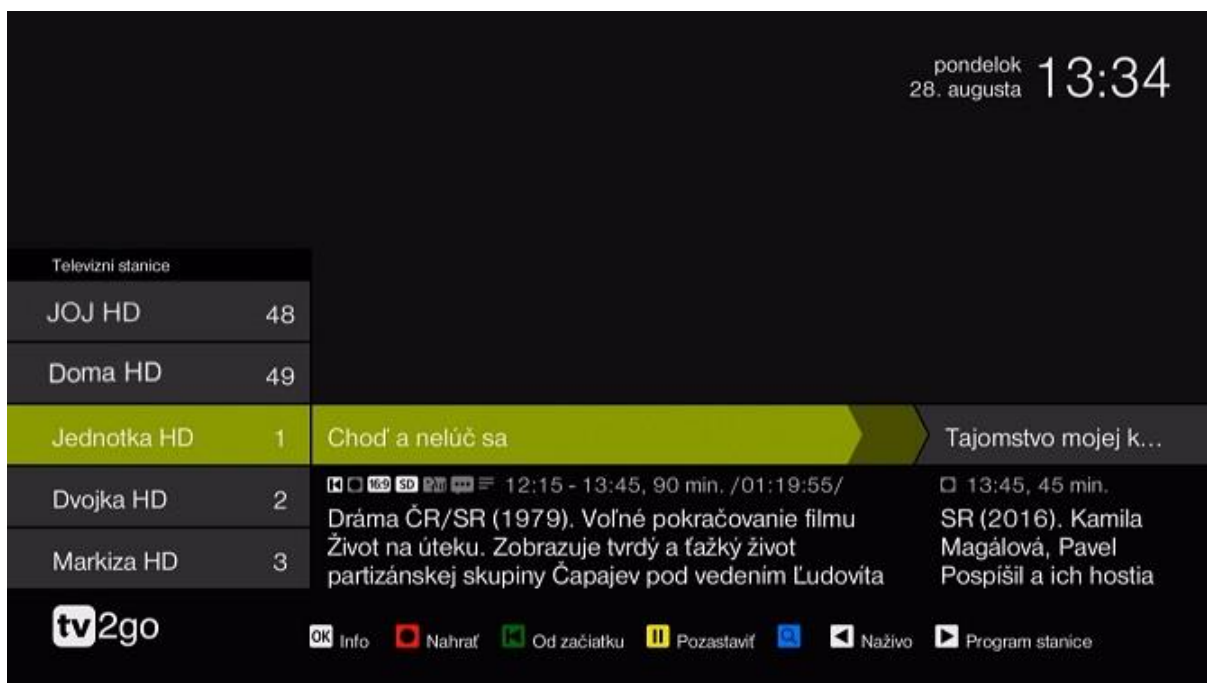 pondelok
28. augusta 13:34
Televizní stanice
JOJ HD 48
Doma HD 49
Jednotka HD 1 Choď a nelúč sa Tajomstvo mojej k...
Dvojka HD 2
Markiza HD 3
16:9 SD 12:15 - 13:45, 90 min. /01:19:55/
Dráma ČR/SR (1979). Voľné pokračovanie filmu
Život na úteku. Zobrazuje tvrdý a ťažký život
partizánskej skupiny Čapajev pod vedením Ľudovíta
13:45, 45 min.
SR (2016). Kamila
Magálová, Pavel
Pospíšil a ich hostia
tv2go
OK Info Nahrať Od začiatku Pozastaviť Naživo Program stanice